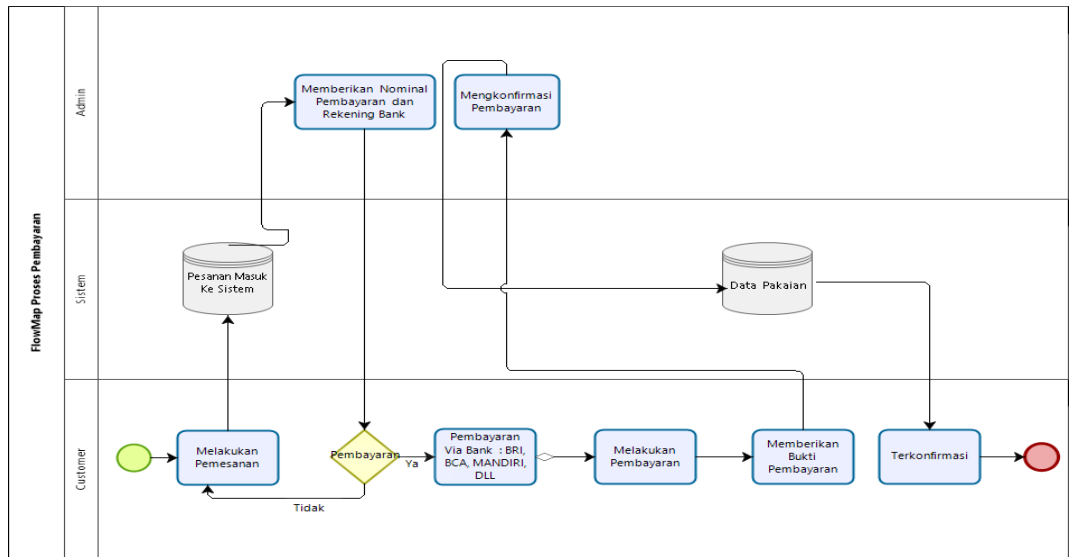 FlowMap Proses Pembayaran
Admin
Memberikan Nominal
Pembayaran dan
Rekening Bank
Mengkonfirmasi
Pembayaran
Sistem
Pesanan Masuk
Ke Sistem
Data Pakaian
Customer
Melakukan
Pemesanan
Pembayaran
Ya
Tidak
Pembayaran
Via Bank : BRI,
BCA, MANDIRI,
DLL
Melakukan
Pembayaran
Memberikan
Bukti
Pembayaran
Terkonfirmasi